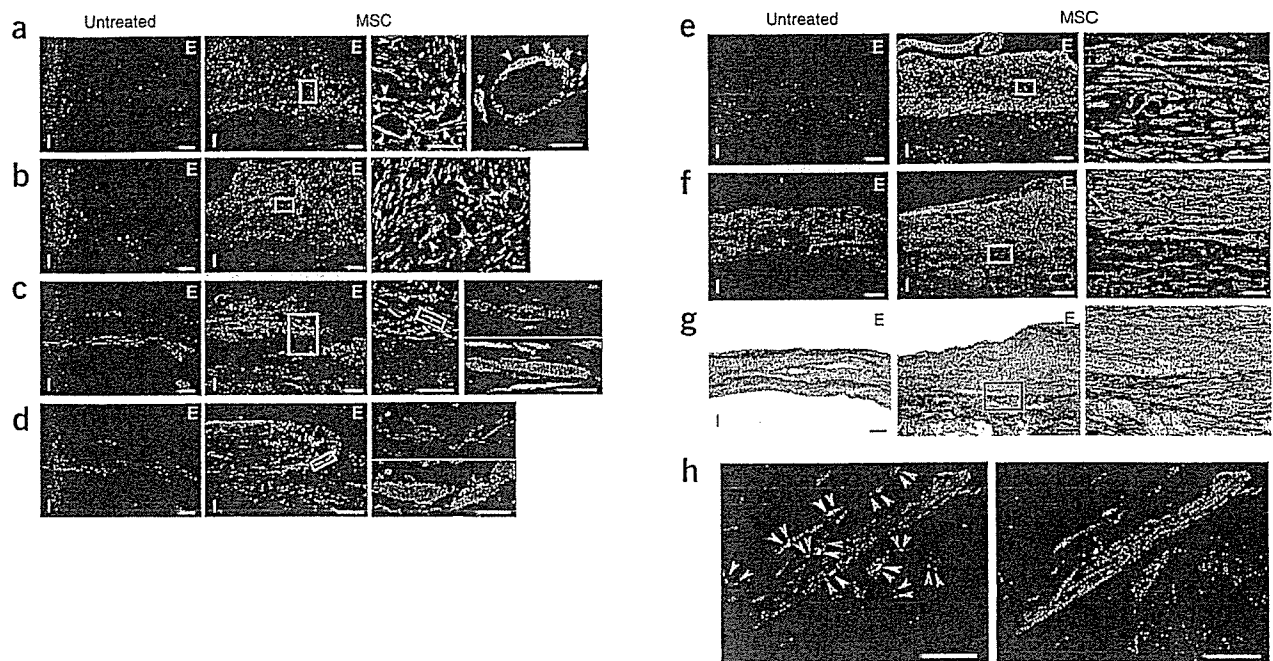 Untreated MSC
a E E
I I
b E E
I I
c E E
I I
d E E
I I
Untreated MSC
e E E
I I
f E E
I I
g E E
I
h